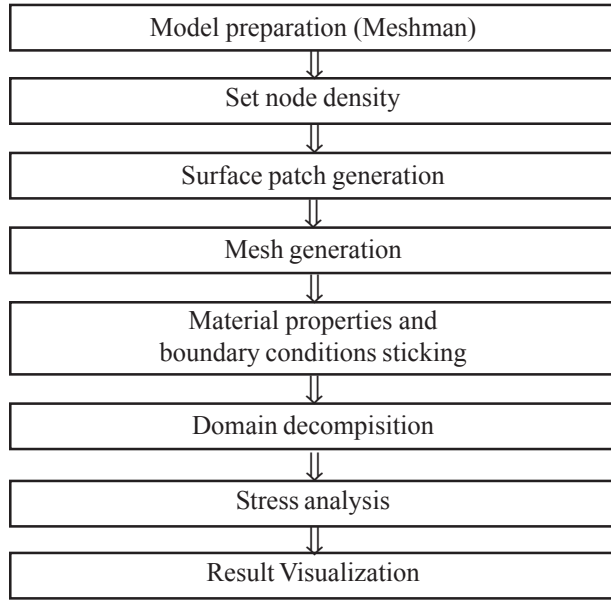 Model preparation (Meshman)
Set node density
Surface patch generation
Mesh generation
Material properties and
boundary conditions sticking
Domain decompisition
Stress analysis
Result Visualization